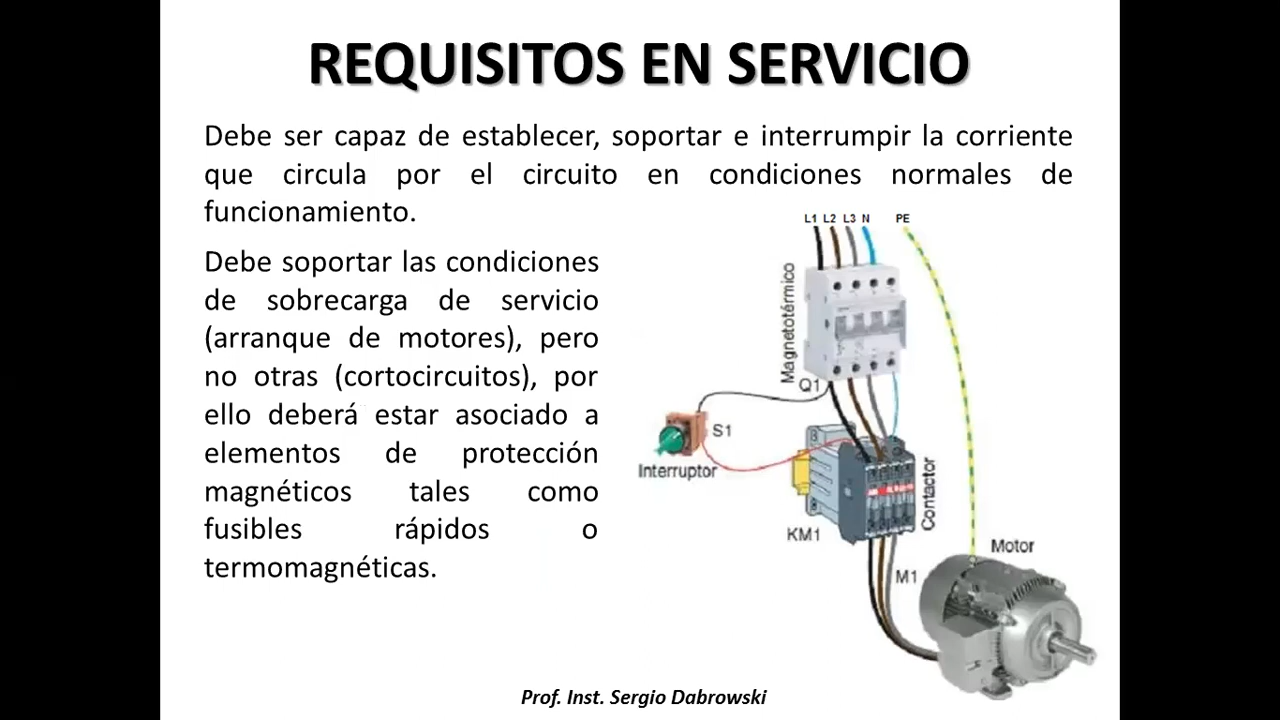 REQUISITOS EN SERVICIO
Debe ser capaz de establecer, soportar e interrumpir la corriente
que circula por el circuito en condiciones normales de
funcionamiento.
Debe soportar las condiciones
de sobrecarga de servicio
(arranque de motores), pero
no otras (cortocircuitos), por
ello deberá estar asociado a
elementos de protección
magnéticos tales como
fusibles rápidos o
termomagnéticas.
L1 L2 L3 N PE
Magnetotérmico
Q1
S1
Interruptor
Contactor
KM1
Motor
M1
Prof. Inst. Sergio Dabrowski